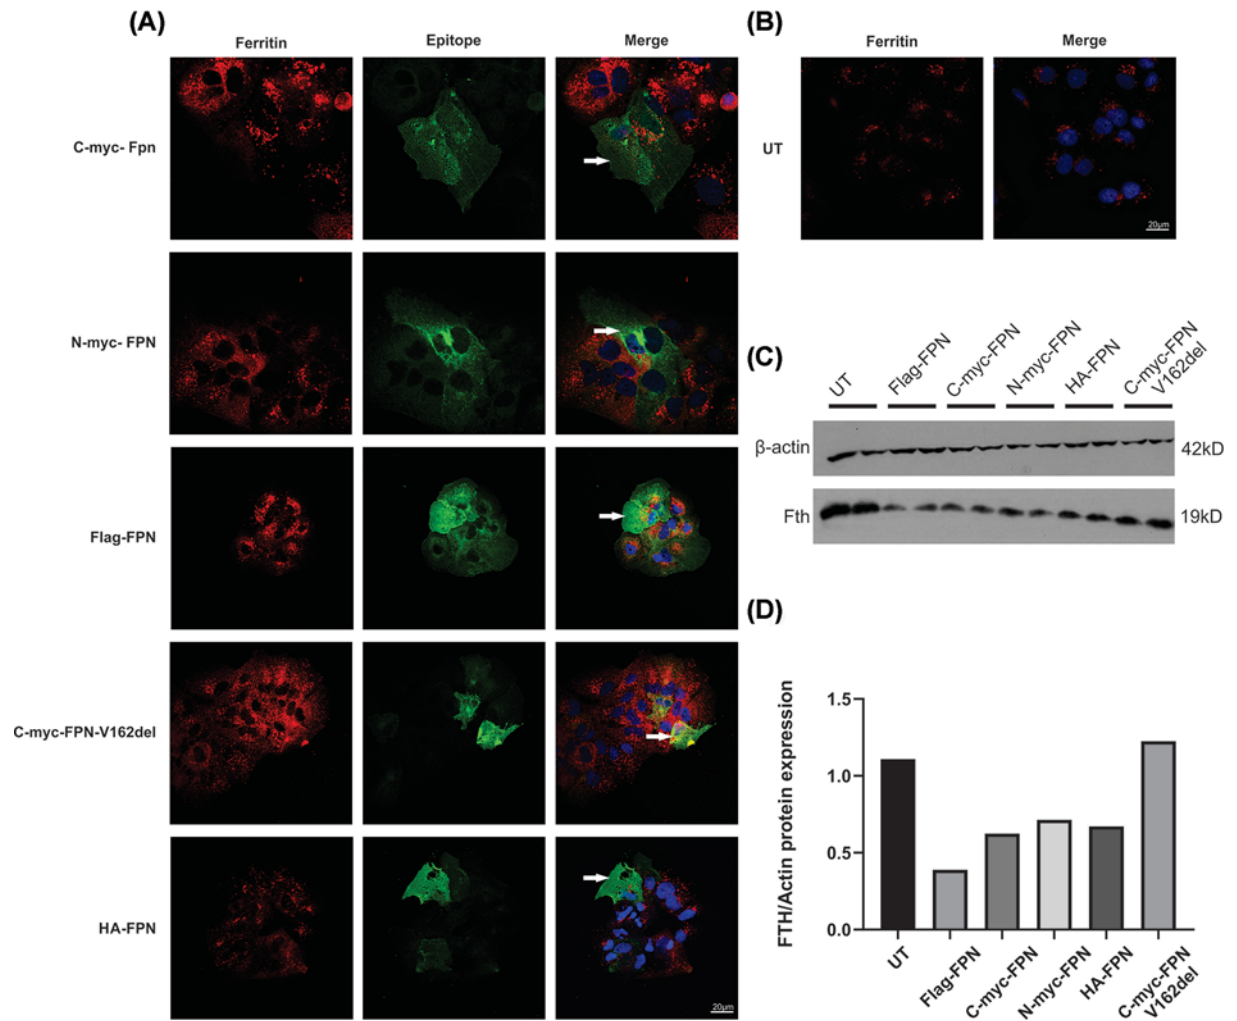 (A)
Ferritin
Epitope
Merge
C-myc- Fpn
N-myc- FPN
Flag-FPN
C-myc-FPN-V162del
HA-FPN
20μm
(B)
Ferritin
Merge
UT
20μm
(C)
UT
Flag-FPN
C-myc-FPN
N-myc-FPN
HA-FPN
C-myc-FPN
V162del
β-actin
42kD
Fth
19kD
(D)
FTH/Actin protein expression
1.5
1.0
0.5
0.0
UT
Flag-FPN
C-myc-FPN
N-myc-FPN
HA-FPN
C-myc-FPN
V162del